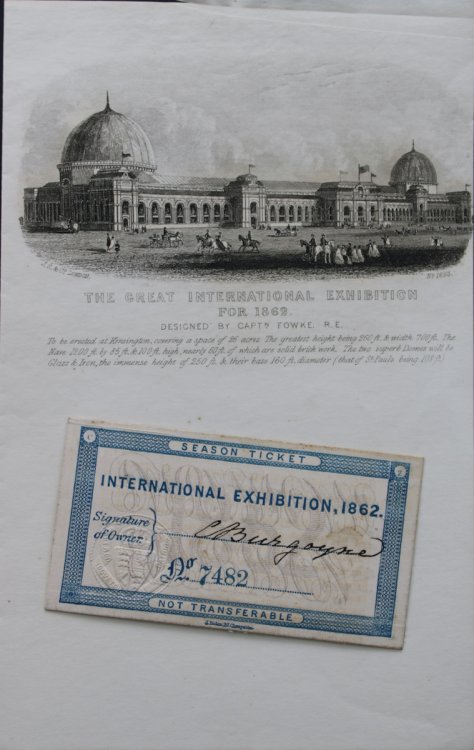 THE GREAT INTERNATIONAL EXHIBITION
FOR 1862.
DESIGNED BY CAPTN FOWKE, R.E.
To be erected at Kensington, covering a space of 26 acres. The greatest height being 260 ft. & width 700 ft. The
Nave 1200 ft. by 85 ft. & 100 ft. high, nearly 60 ft. of which are solid brick work. The two superb Domes will be
Glass & Iron, the immense height of 250 ft. & their base 160 ft. diameter (that of St. Pauls being 108 ft.)
SEASON TICKET
1
2
INTERNATIONAL EXHIBITION, 1862.
Signature
of Owner.
Burgoyne
No 7482
NOT TRANSFERABLE